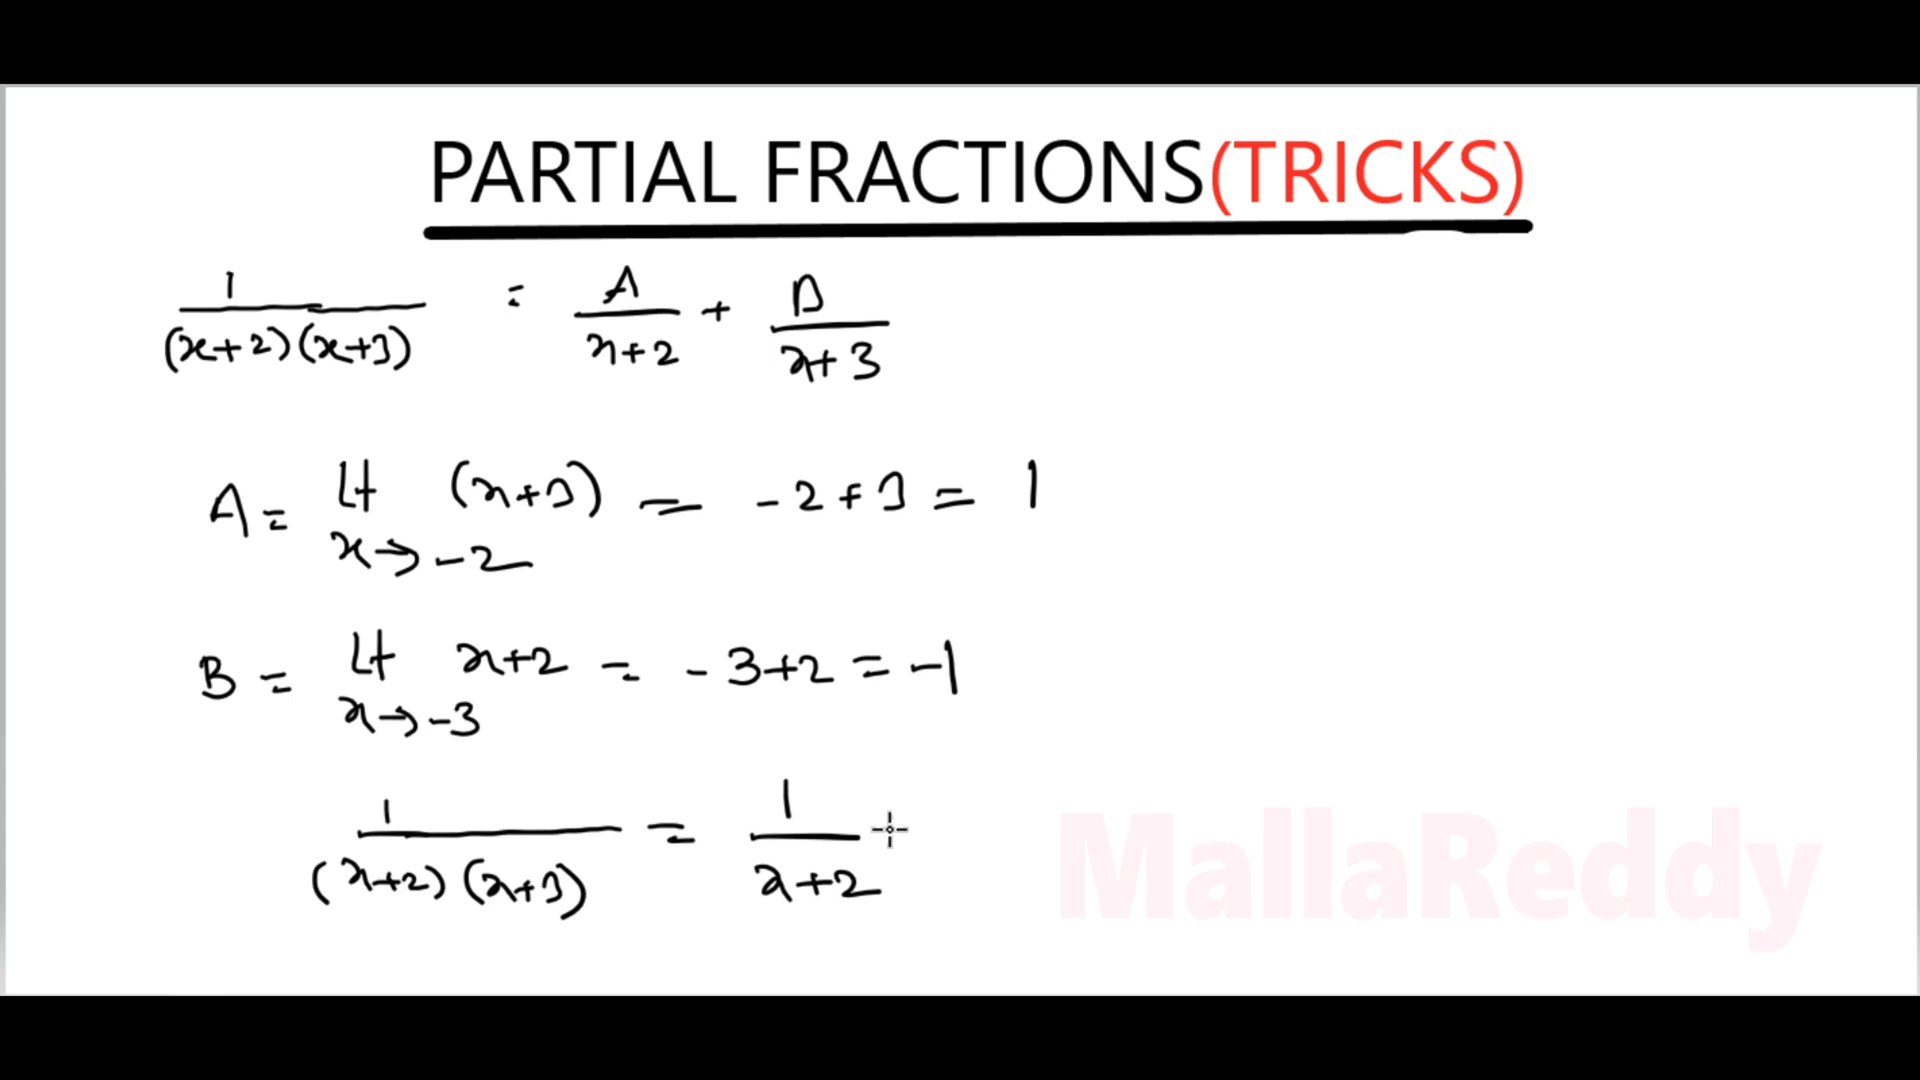 PARTIAL FRACTIONS(TRICKS)
1/((x+2)(x+3)) = A/(x+2) + B/(x+3)
A = Lt x→-2 (x+3) = -2+3 = 1
B = Lt x→-3 x+2 = -3+2 = -1
1/((x+2)(x+3)) = 1/(x+2)
MallaReddy